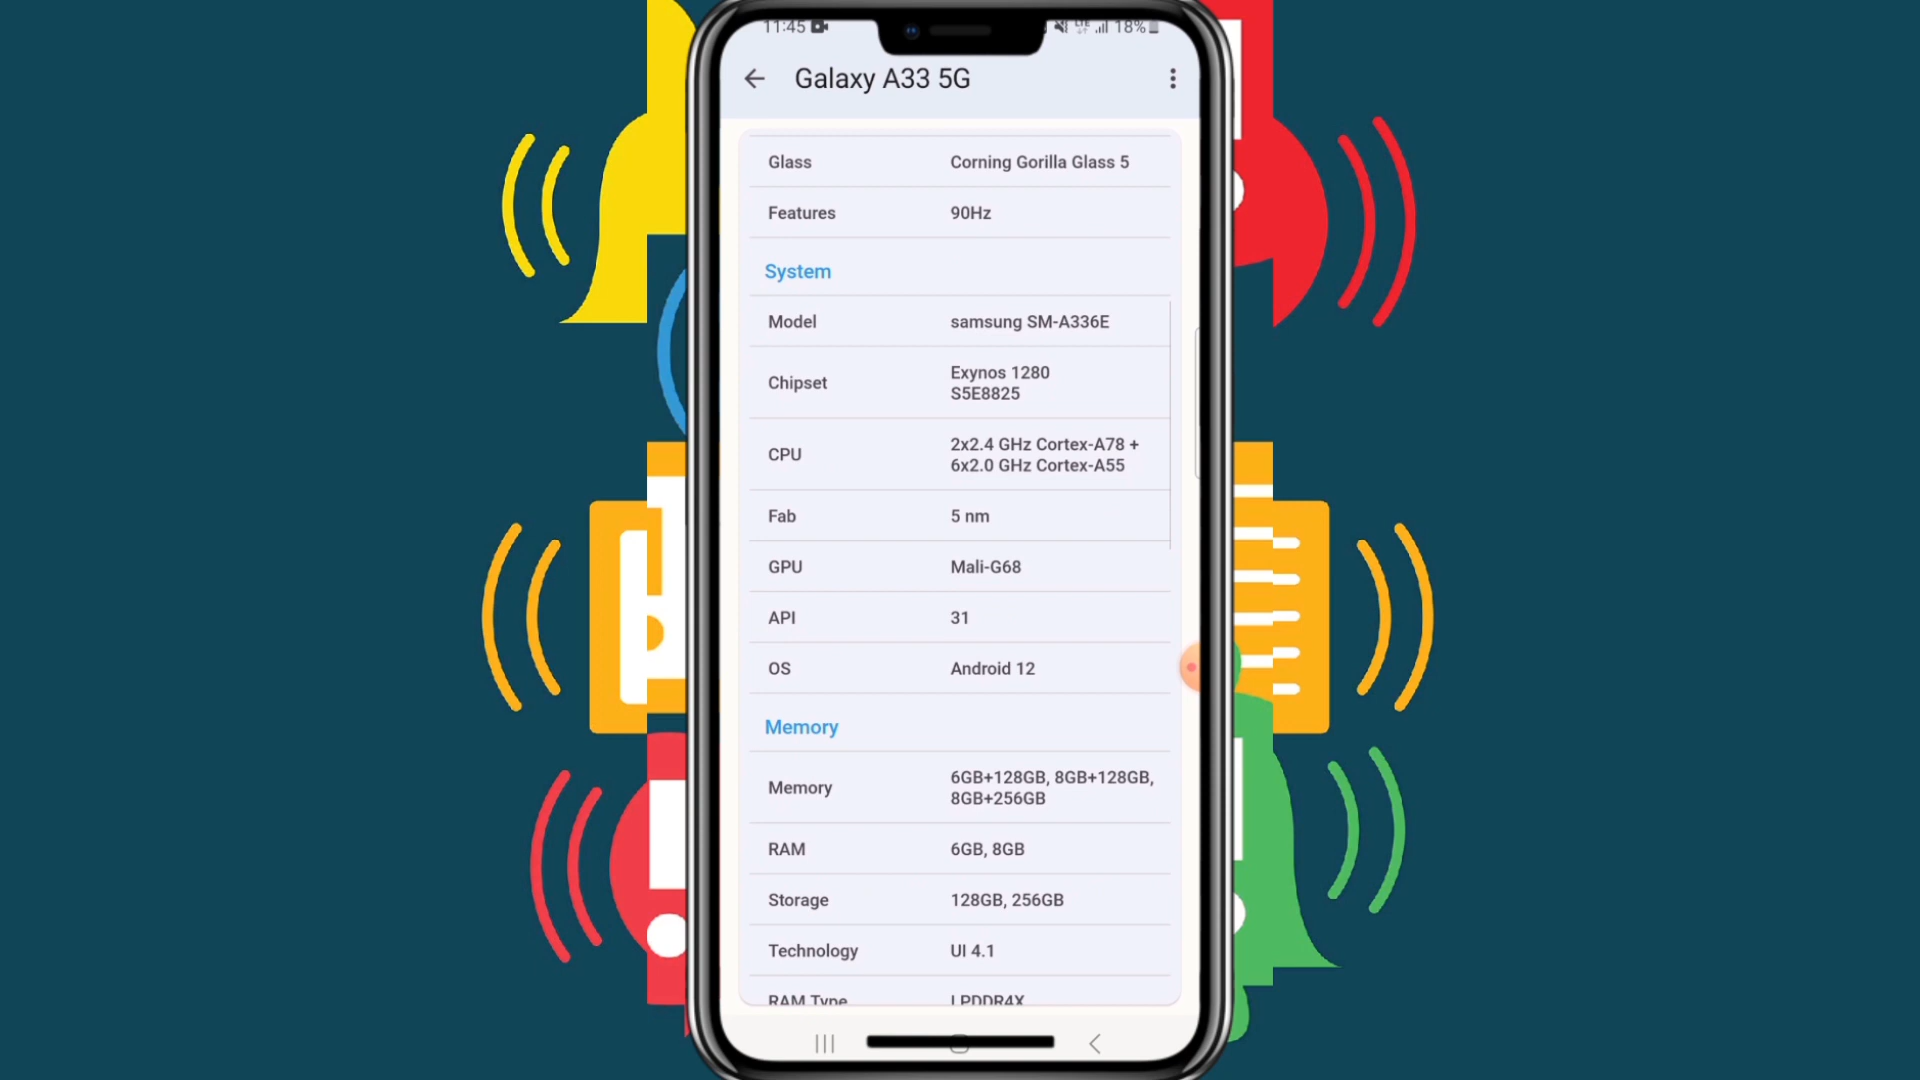 11:45
LTE
18%
Galaxy A33 5G
Glass Corning Gorilla Glass 5
Features 90Hz
System
Model samsung SM-A336E
Chipset Exynos 1280
S5E8825
CPU 2x2.4 GHz Cortex-A78 +
6x2.0 GHz Cortex-A55
Fab 5 nm
GPU Mali-G68
API 31
OS Android 12
Memory
Memory 6GB+128GB, 8GB+128GB,
8GB+256GB
RAM 6GB, 8GB
Storage 128GB, 256GB
Technology UI 4.1
RAM Type LPDDR4X